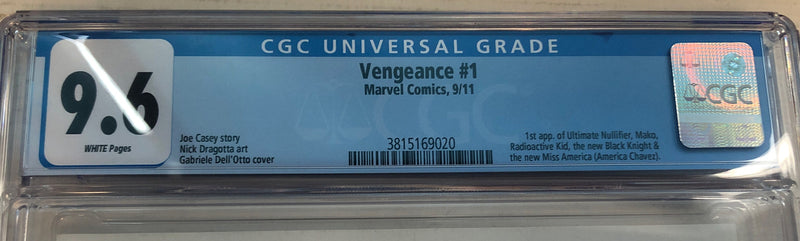 CGC UNIVERSAL GRADE
9.6
WHITE Pages
Vengeance #1
Marvel Comics, 9/11
Joe Casey story
Nick Dragotta art
Gabriele Dell'Otto cover
3815169020
1st app. of Ultimate Nullifier, Mako,
Radioactive Kid, the new Black Knight &
the new Miss America (America Chavez).
CGC
CGC